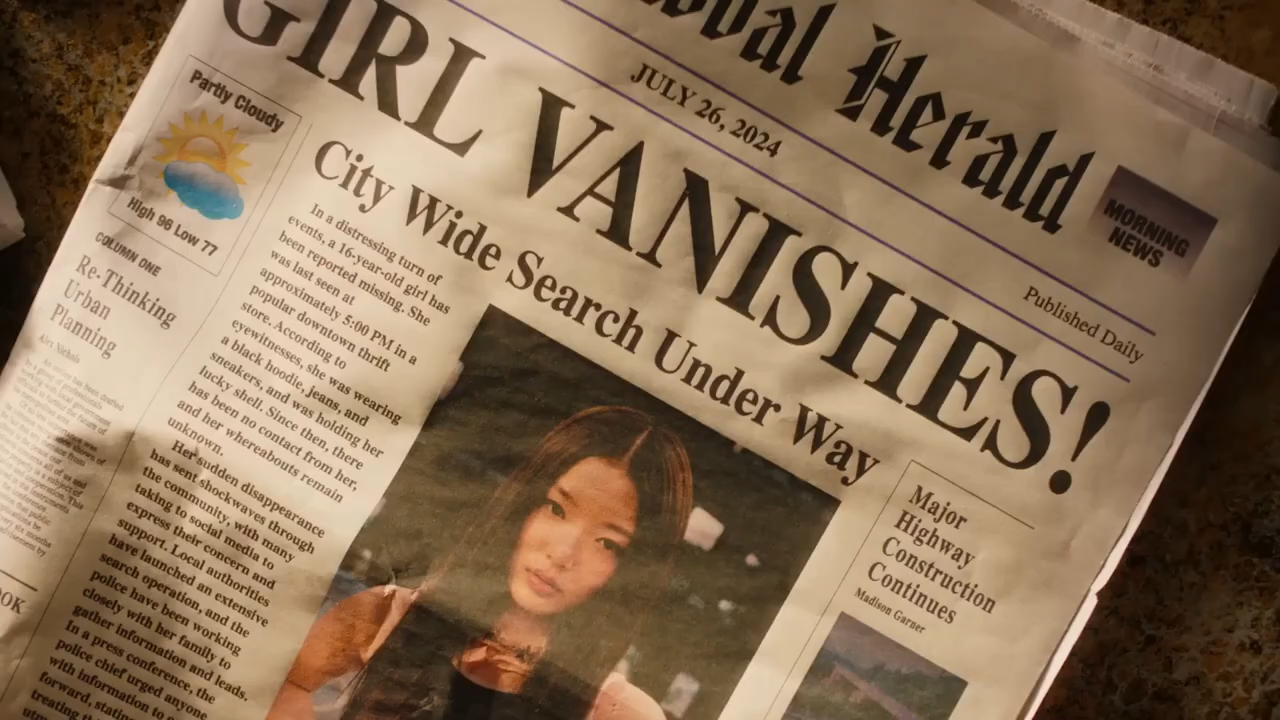 Herald
MORNING
NEWS
JULY 26, 2024
Published Daily
GIRL VANISHES!
City Wide Search Under Way
Partly Cloudy
High 96 Low 77
COLUMN ONE
Re-Thinking
Urban
Planning
Alex Nichols
In a distressing turn of
events, a 16-year-old girl has
been reported missing. She
was last seen at
approximately 5:00 PM in a
popular downtown thrift
store. According to
eyewitnesses, she was wearing
a black hoodie, jeans, and
sneakers, and was holding her
lucky shell. Since then, there
has been no contact from her,
and her whereabouts remain
unknown.
Her sudden disappearance
has sent shockwaves through
the community, with many
taking to social media to
express their concern and
support. Local authorities
have launched an extensive
search operation, and the
police have been working
closely with her family to
gather information and leads.
In a press conference, the
police chief urged anyone
with information to
forward, stating
treating
Major
Highway
Construction
Continues
Madison Garner